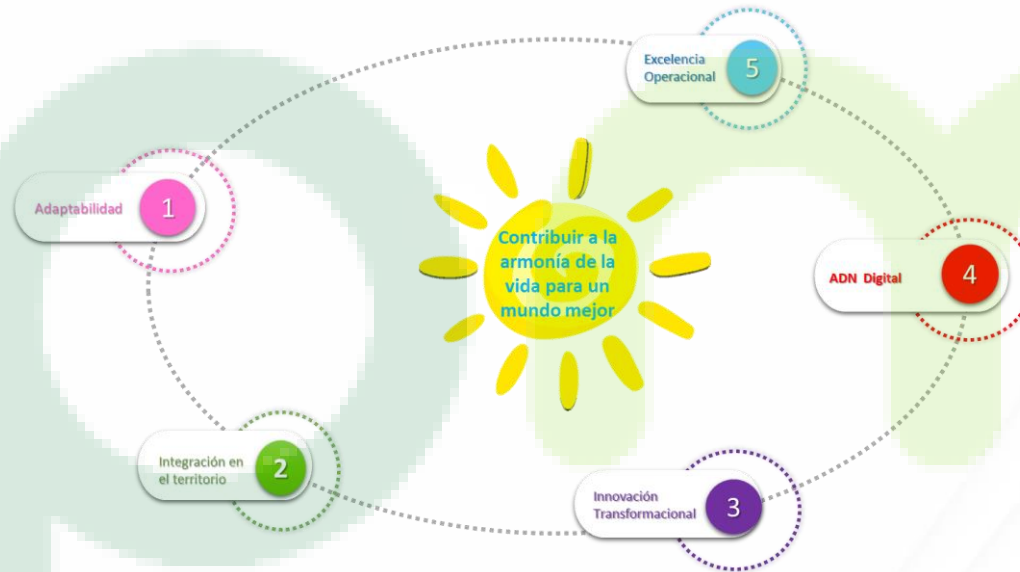 Adaptabilidad
1
Integración en
el territorio
2
Innovación
Transformacional
3
ADN Digital
4
Excelencia
Operacional
5
Contribuir a la
armonía de la
vida para un
mundo mejor